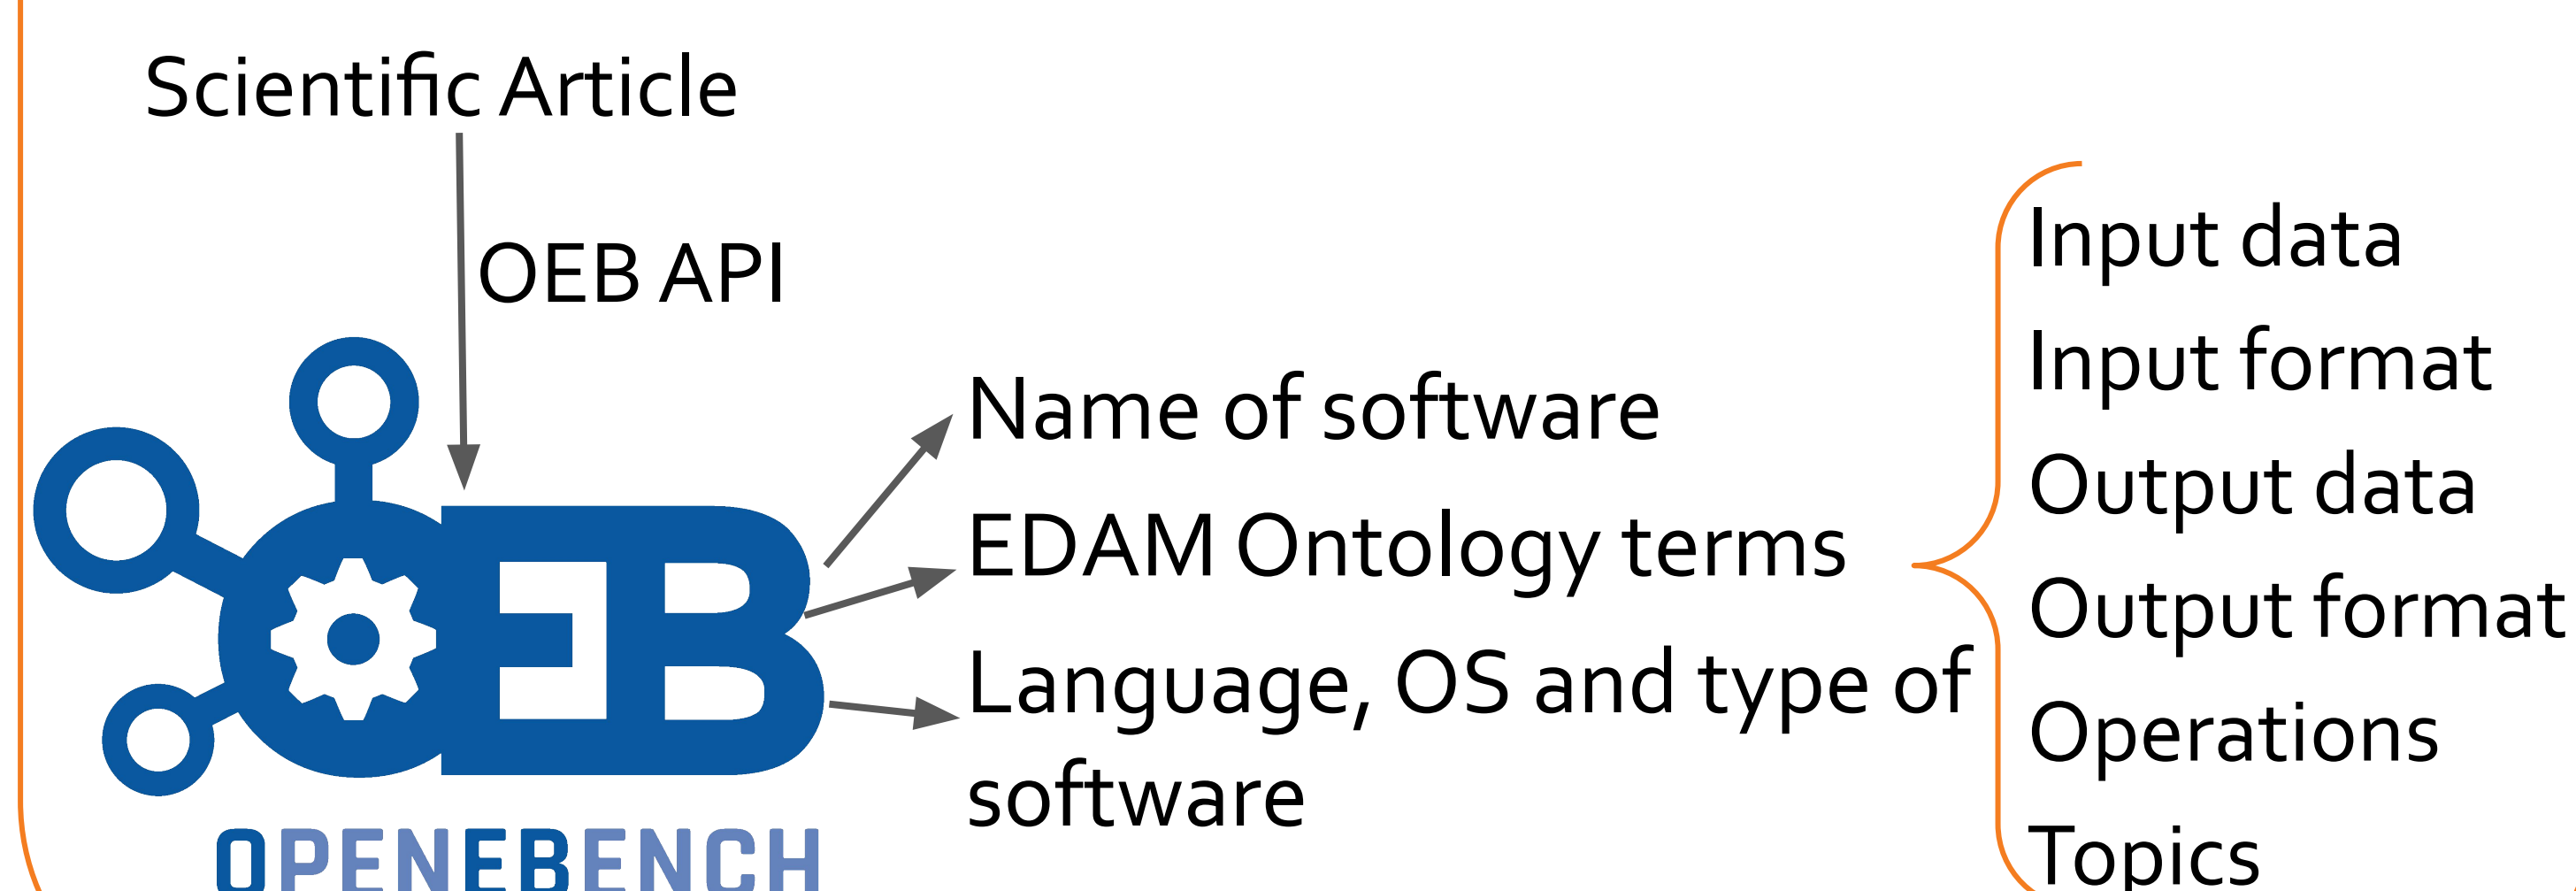 Scientific Article
OEB API
OEB
OPENEBENCH
Name of software
EDAM Ontology terms
Language, OS and type of
software
Input data
Input format
Output data
Output format
Operations
Topics